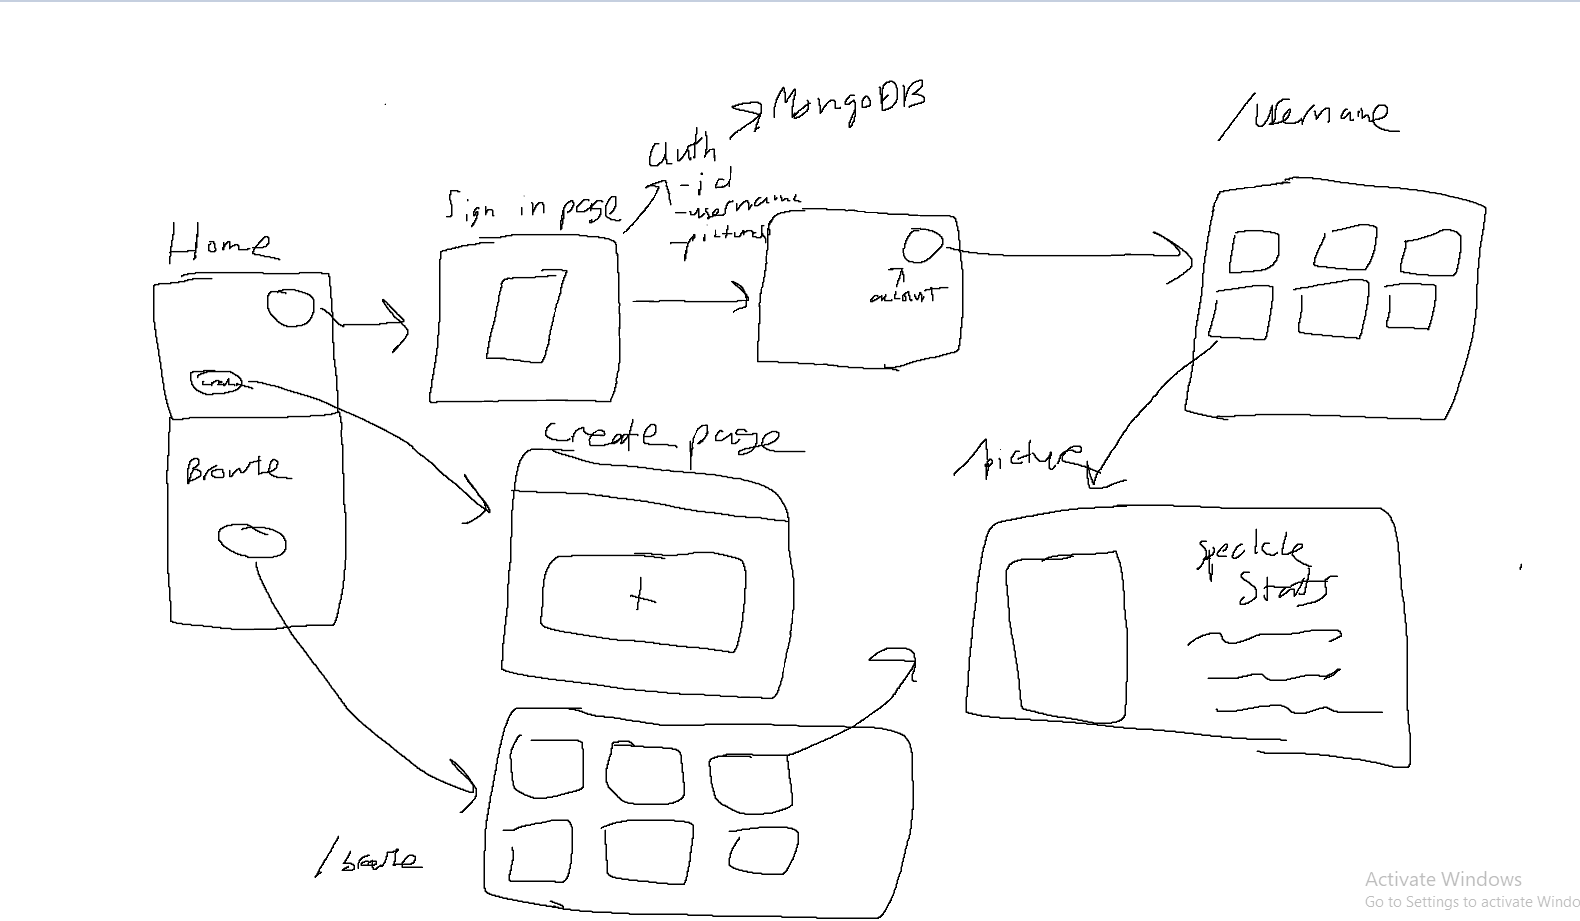 MongoDB
/username
auth
-id
-username
-pictures
Sign in page
Home
account
create page
Browse
/picture
speckle
stats
/browse
Activate Windows
Go to Settings to activate Windo